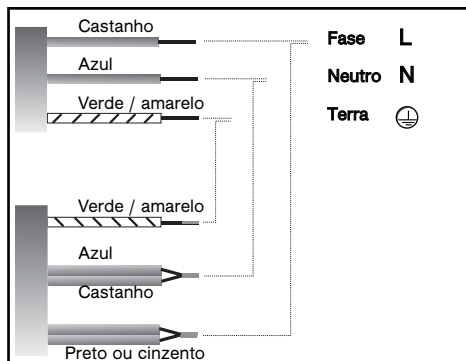 Castanho
Fase L
Azul
Neutro N
Verde / amarelo
Terra
Verde / amarelo
Azul
Castanho
Preto ou cinzento